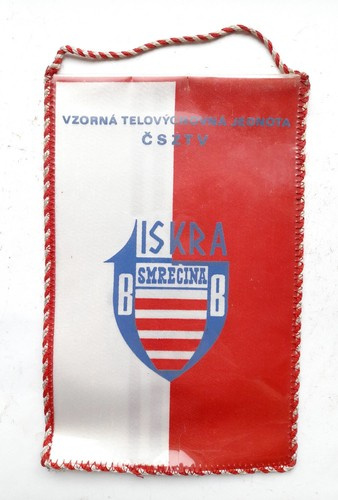 VZORNÁ TELOVÝCHOVNÁ JEDNOTA
ČSZTV
ISKRA
SMREČINA
B B